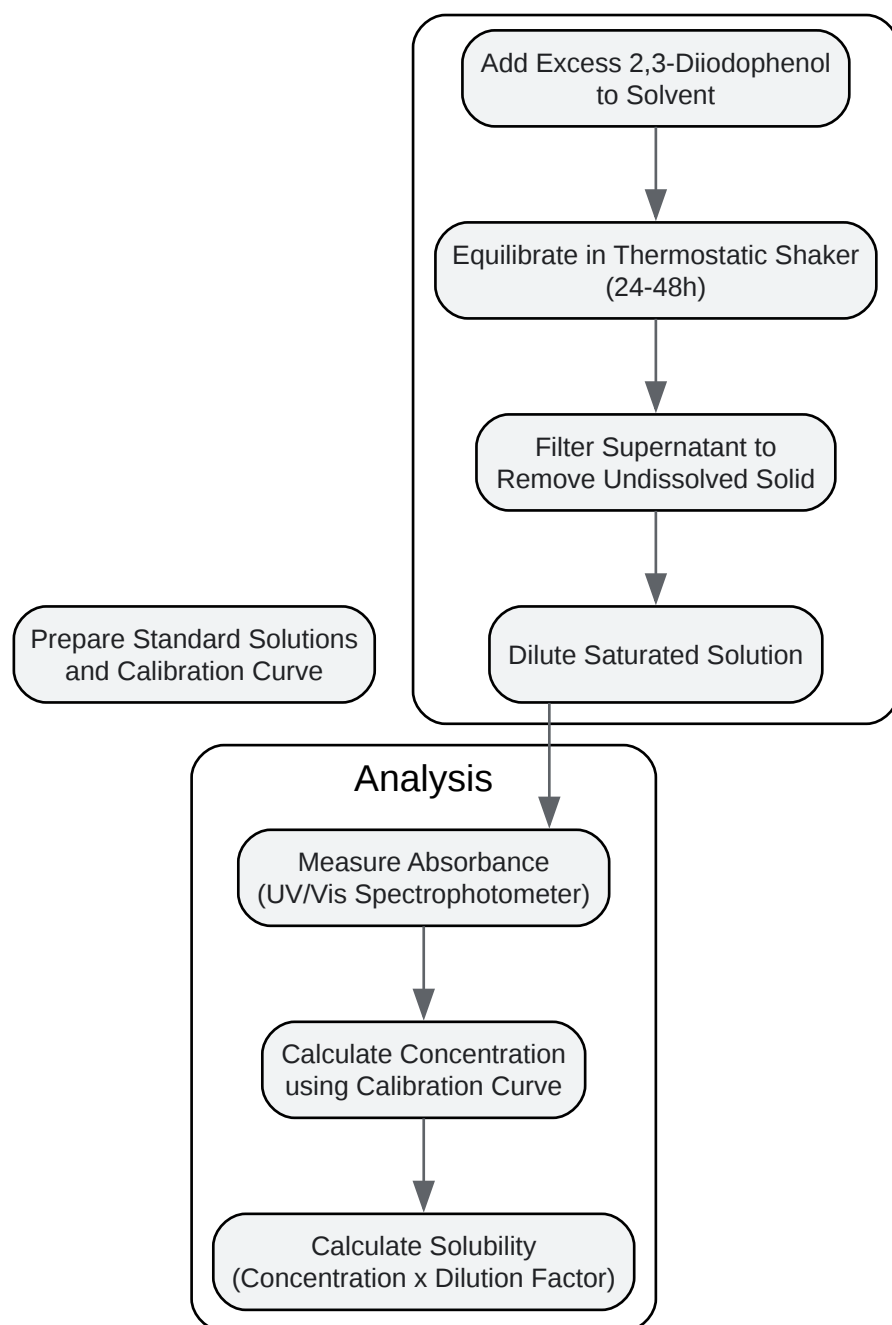 Add Excess 2,3-Diiodophenol
to Solvent
Equilibrate in Thermostatic Shaker
(24-48h)
Filter Supernatant to
Remove Undissolved Solid
Prepare Standard Solutions
and Calibration Curve
Dilute Saturated Solution
Analysis
Measure Absorbance
(UV/Vis Spectrophotometer)
Calculate Concentration
using Calibration Curve
Calculate Solubility
(Concentration x Dilution Factor)